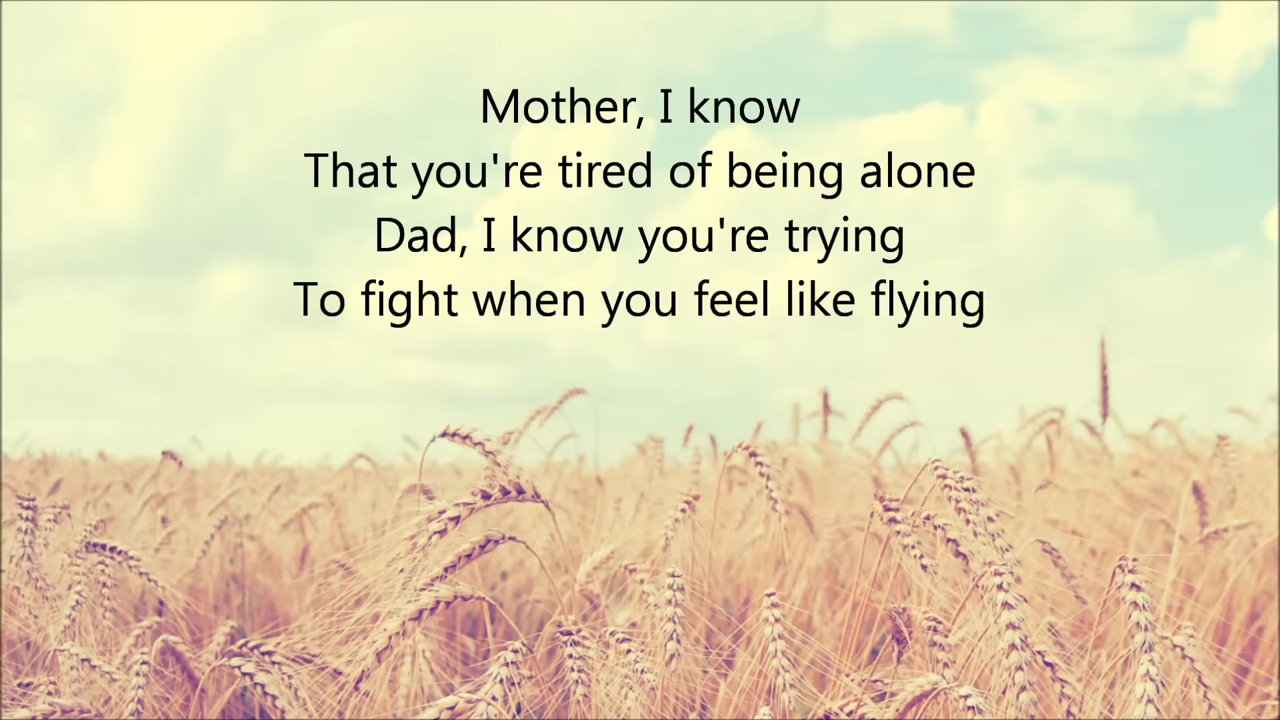 Mother, I know
That you're tired of being alone
Dad, I know you're trying
To fight when you feel like flying